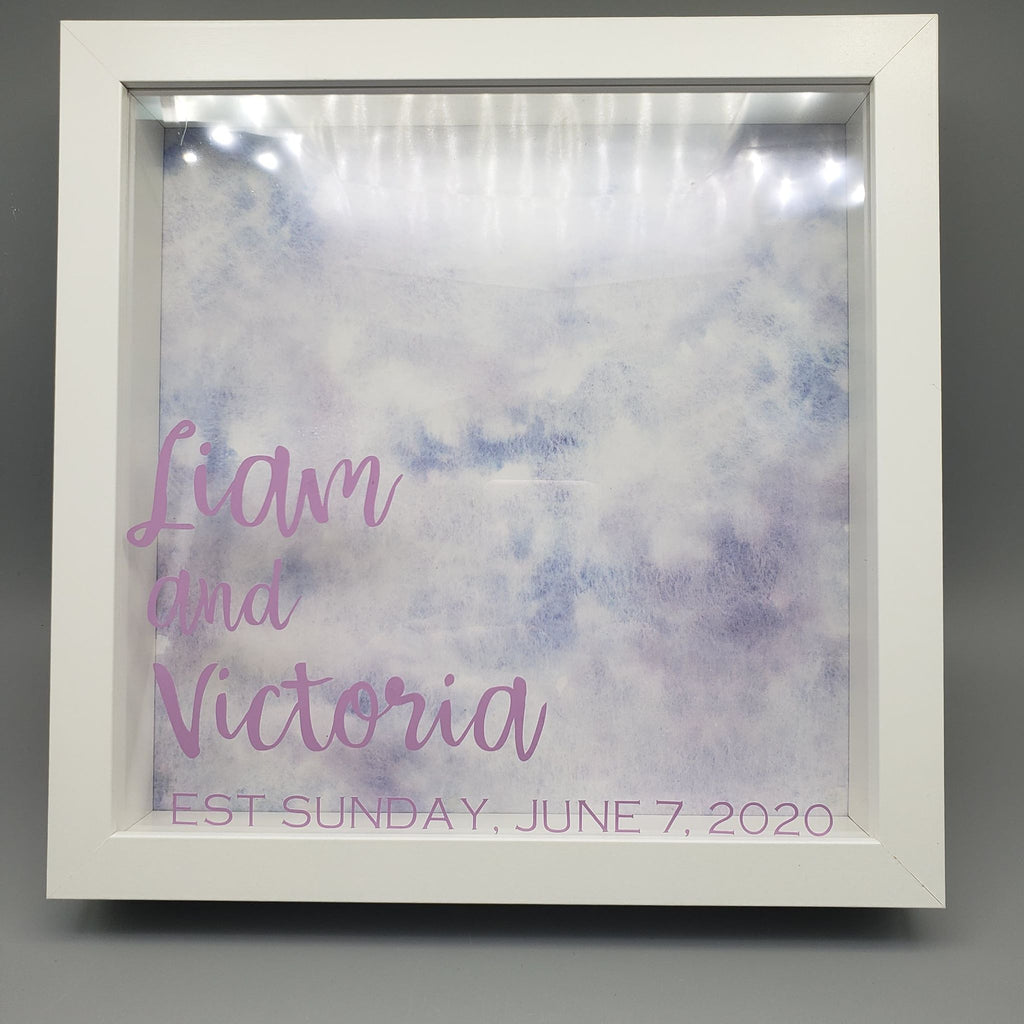 Liam
and
Victoria
EST SUNDAY, JUNE 7, 2020